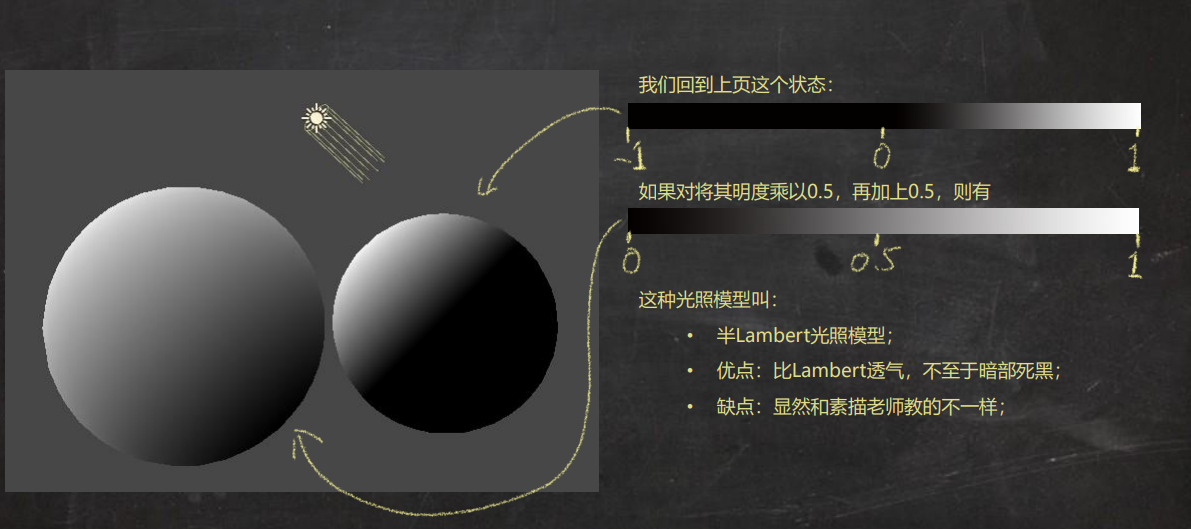 我们回到上页这个状态：
-1 0 1
如果对将其明度乘以0.5，再加上0.5，则有
0 0.5 1
这种光照模型叫：
• 半Lambert光照模型；
• 优点：比Lambert透气，不至于暗部死黑；
• 缺点：显然和素描老师教的不一样；